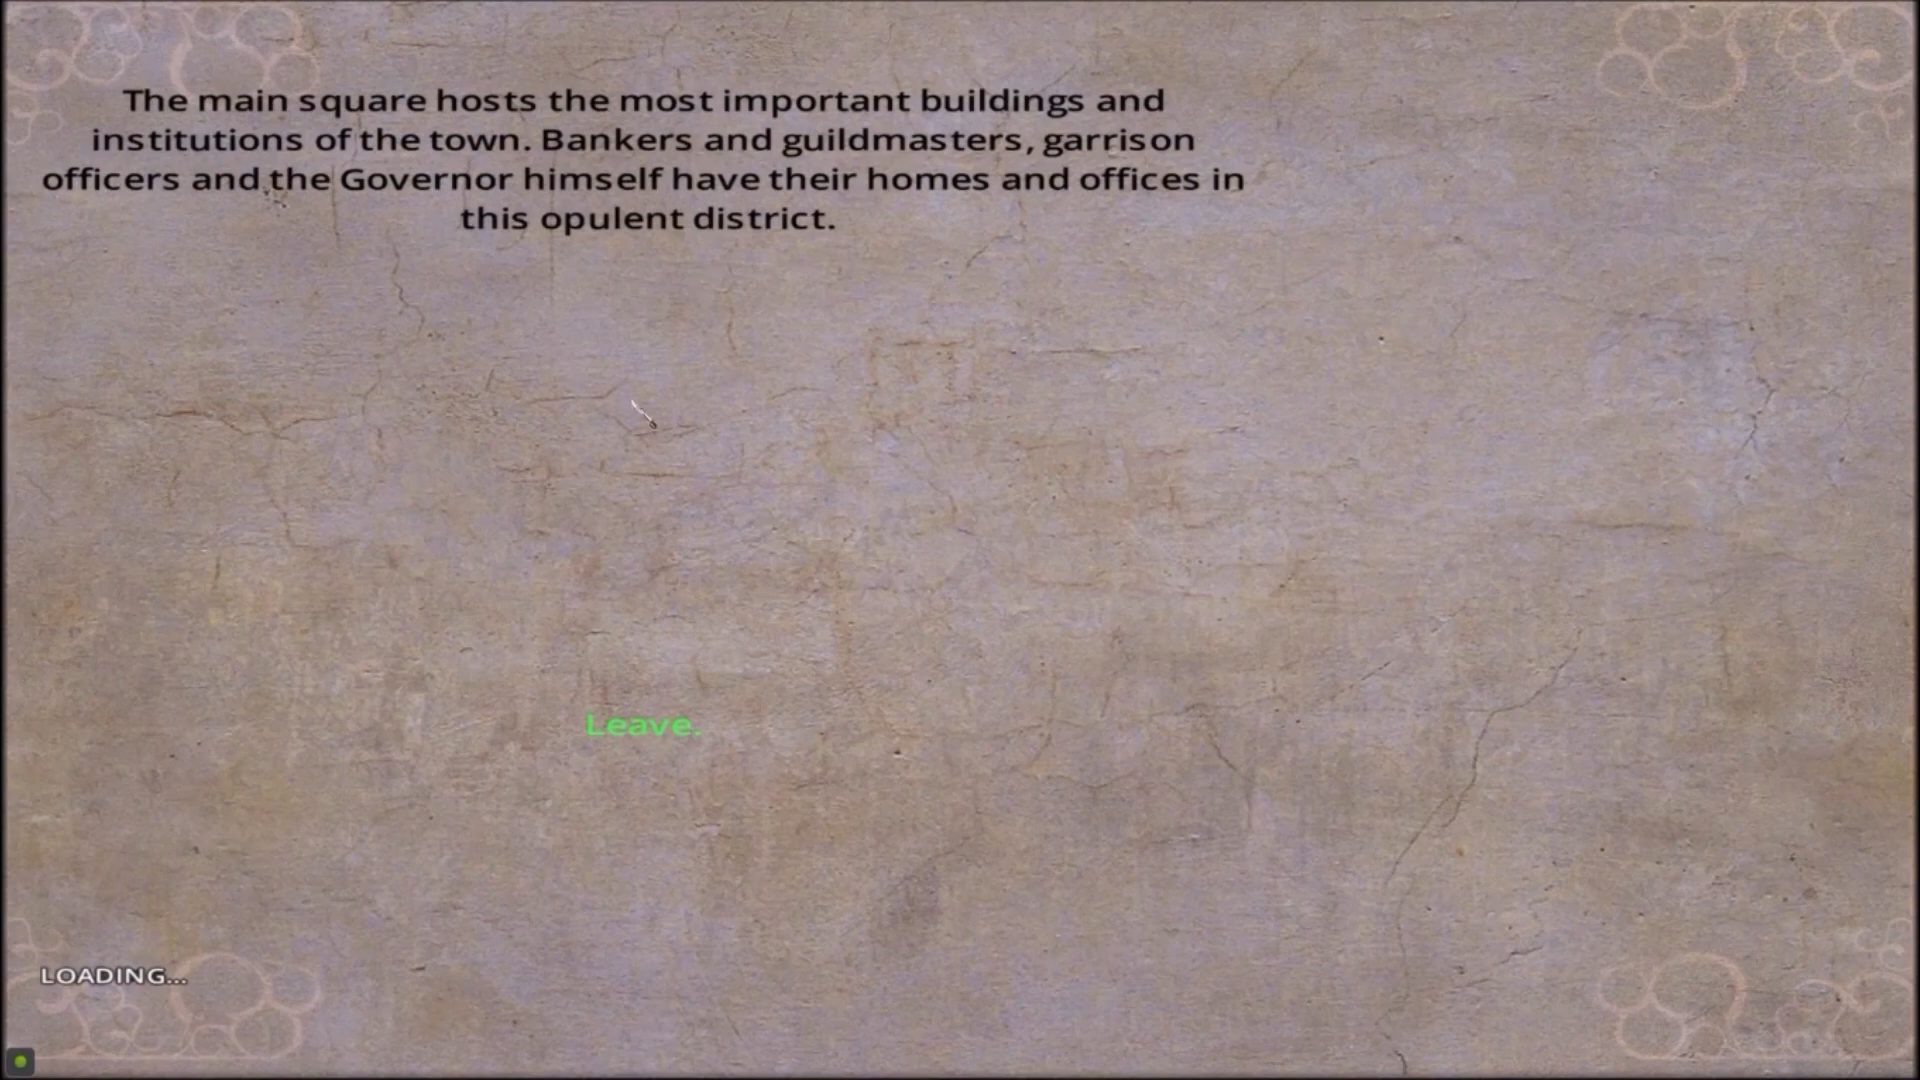 The main square hosts the most important buildings and
institutions of the town. Bankers and guildmasters, garrison
officers and the Governor himself have their homes and offices in
this opulent district.
Leave.
LOADING...